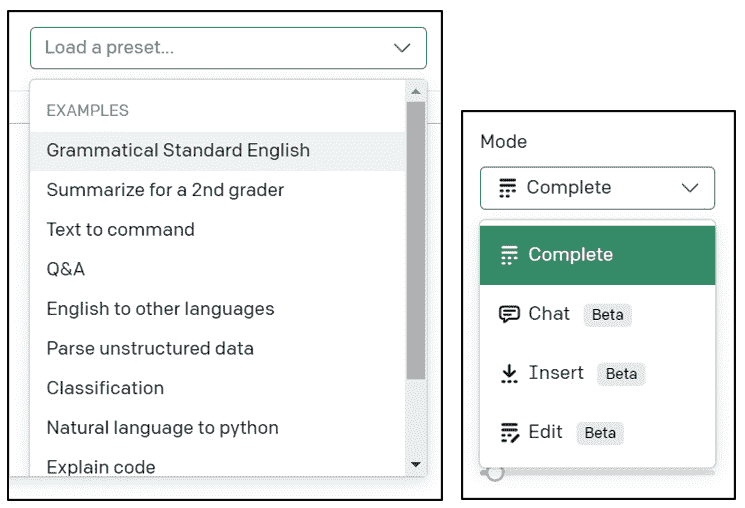 Load a preset...
EXAMPLES
Grammatical Standard English
Summarize for a 2nd grader
Text to command
Q&A
English to other languages
Parse unstructured data
Classification
Natural language to python
Explain code
Mode
Complete
Complete
Chat Beta
Insert Beta
Edit Beta